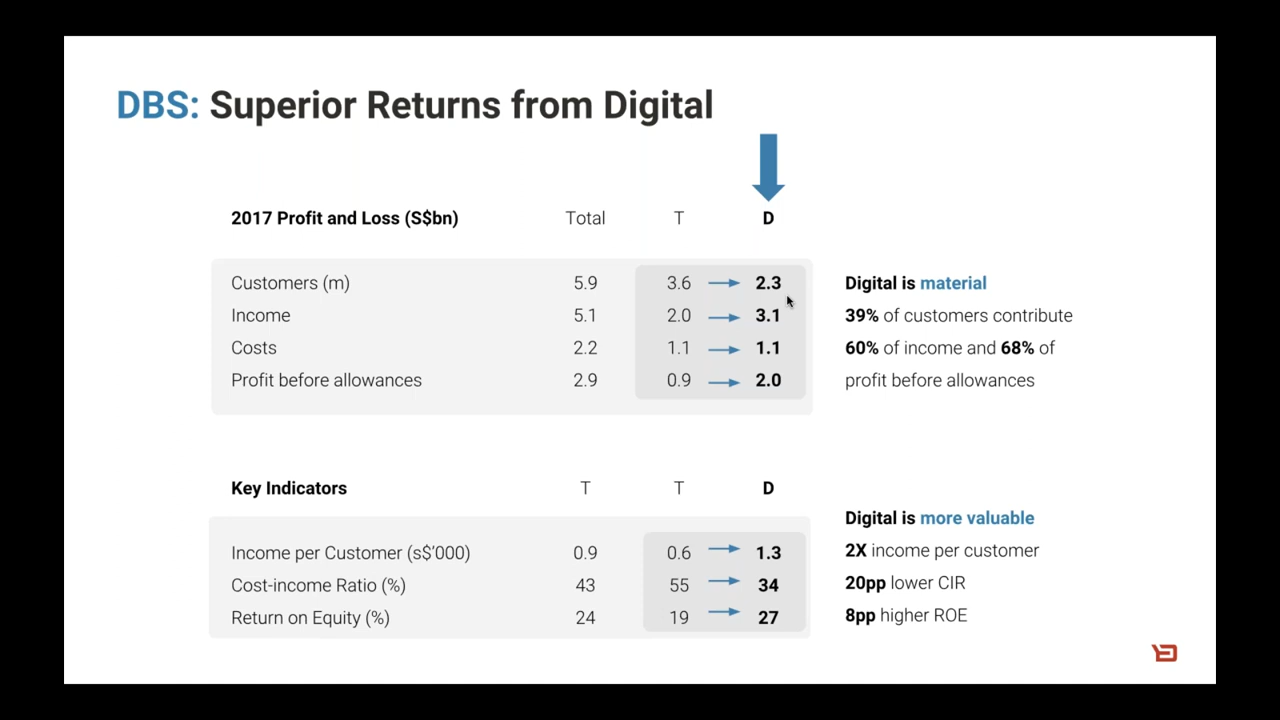 DBS: Superior Returns from Digital
2017 Profit and Loss (S$bn) Total T D
Customers (m) 5.9 3.6 2.3
Income 5.1 2.0 3.1
Costs 2.2 1.1 1.1
Profit before allowances 2.9 0.9 2.0
Digital is material
39% of customers contribute
60% of income and 68% of
profit before allowances
Key Indicators T T D
Income per Customer (s$'000) 0.9 0.6 1.3
Cost-income Ratio (%) 43 55 34
Return on Equity (%) 24 19 27
Digital is more valuable
2X income per customer
20pp lower CIR
8pp higher ROE